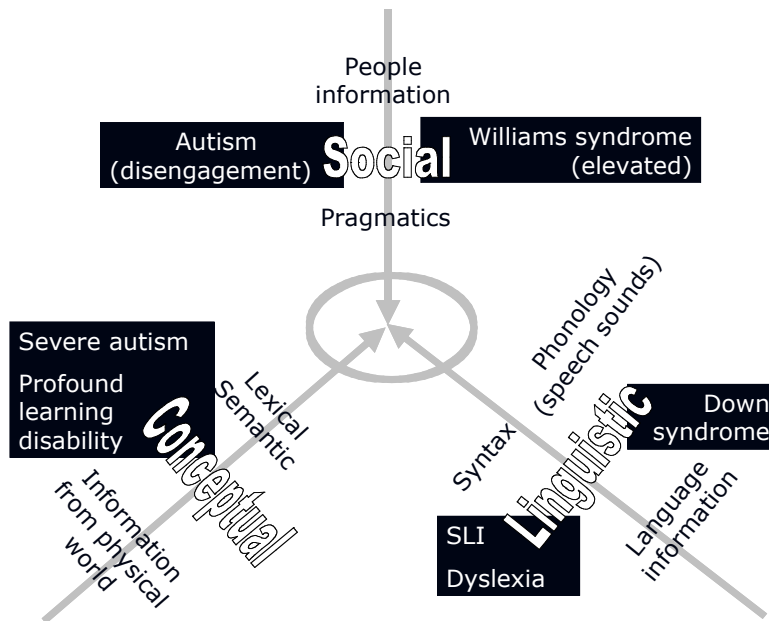 People
information
Autism
(disengagement)
Social
Williams syndrome
(elevated)
Pragmatics
Severe autism
Profound
learning
disability
Conceptual
Lexical
Semantic
Information
from physical
world
Phonology
(speech sounds)
Syntax
Linguistic
Down
syndrome
SLI
Dyslexia
Language
information